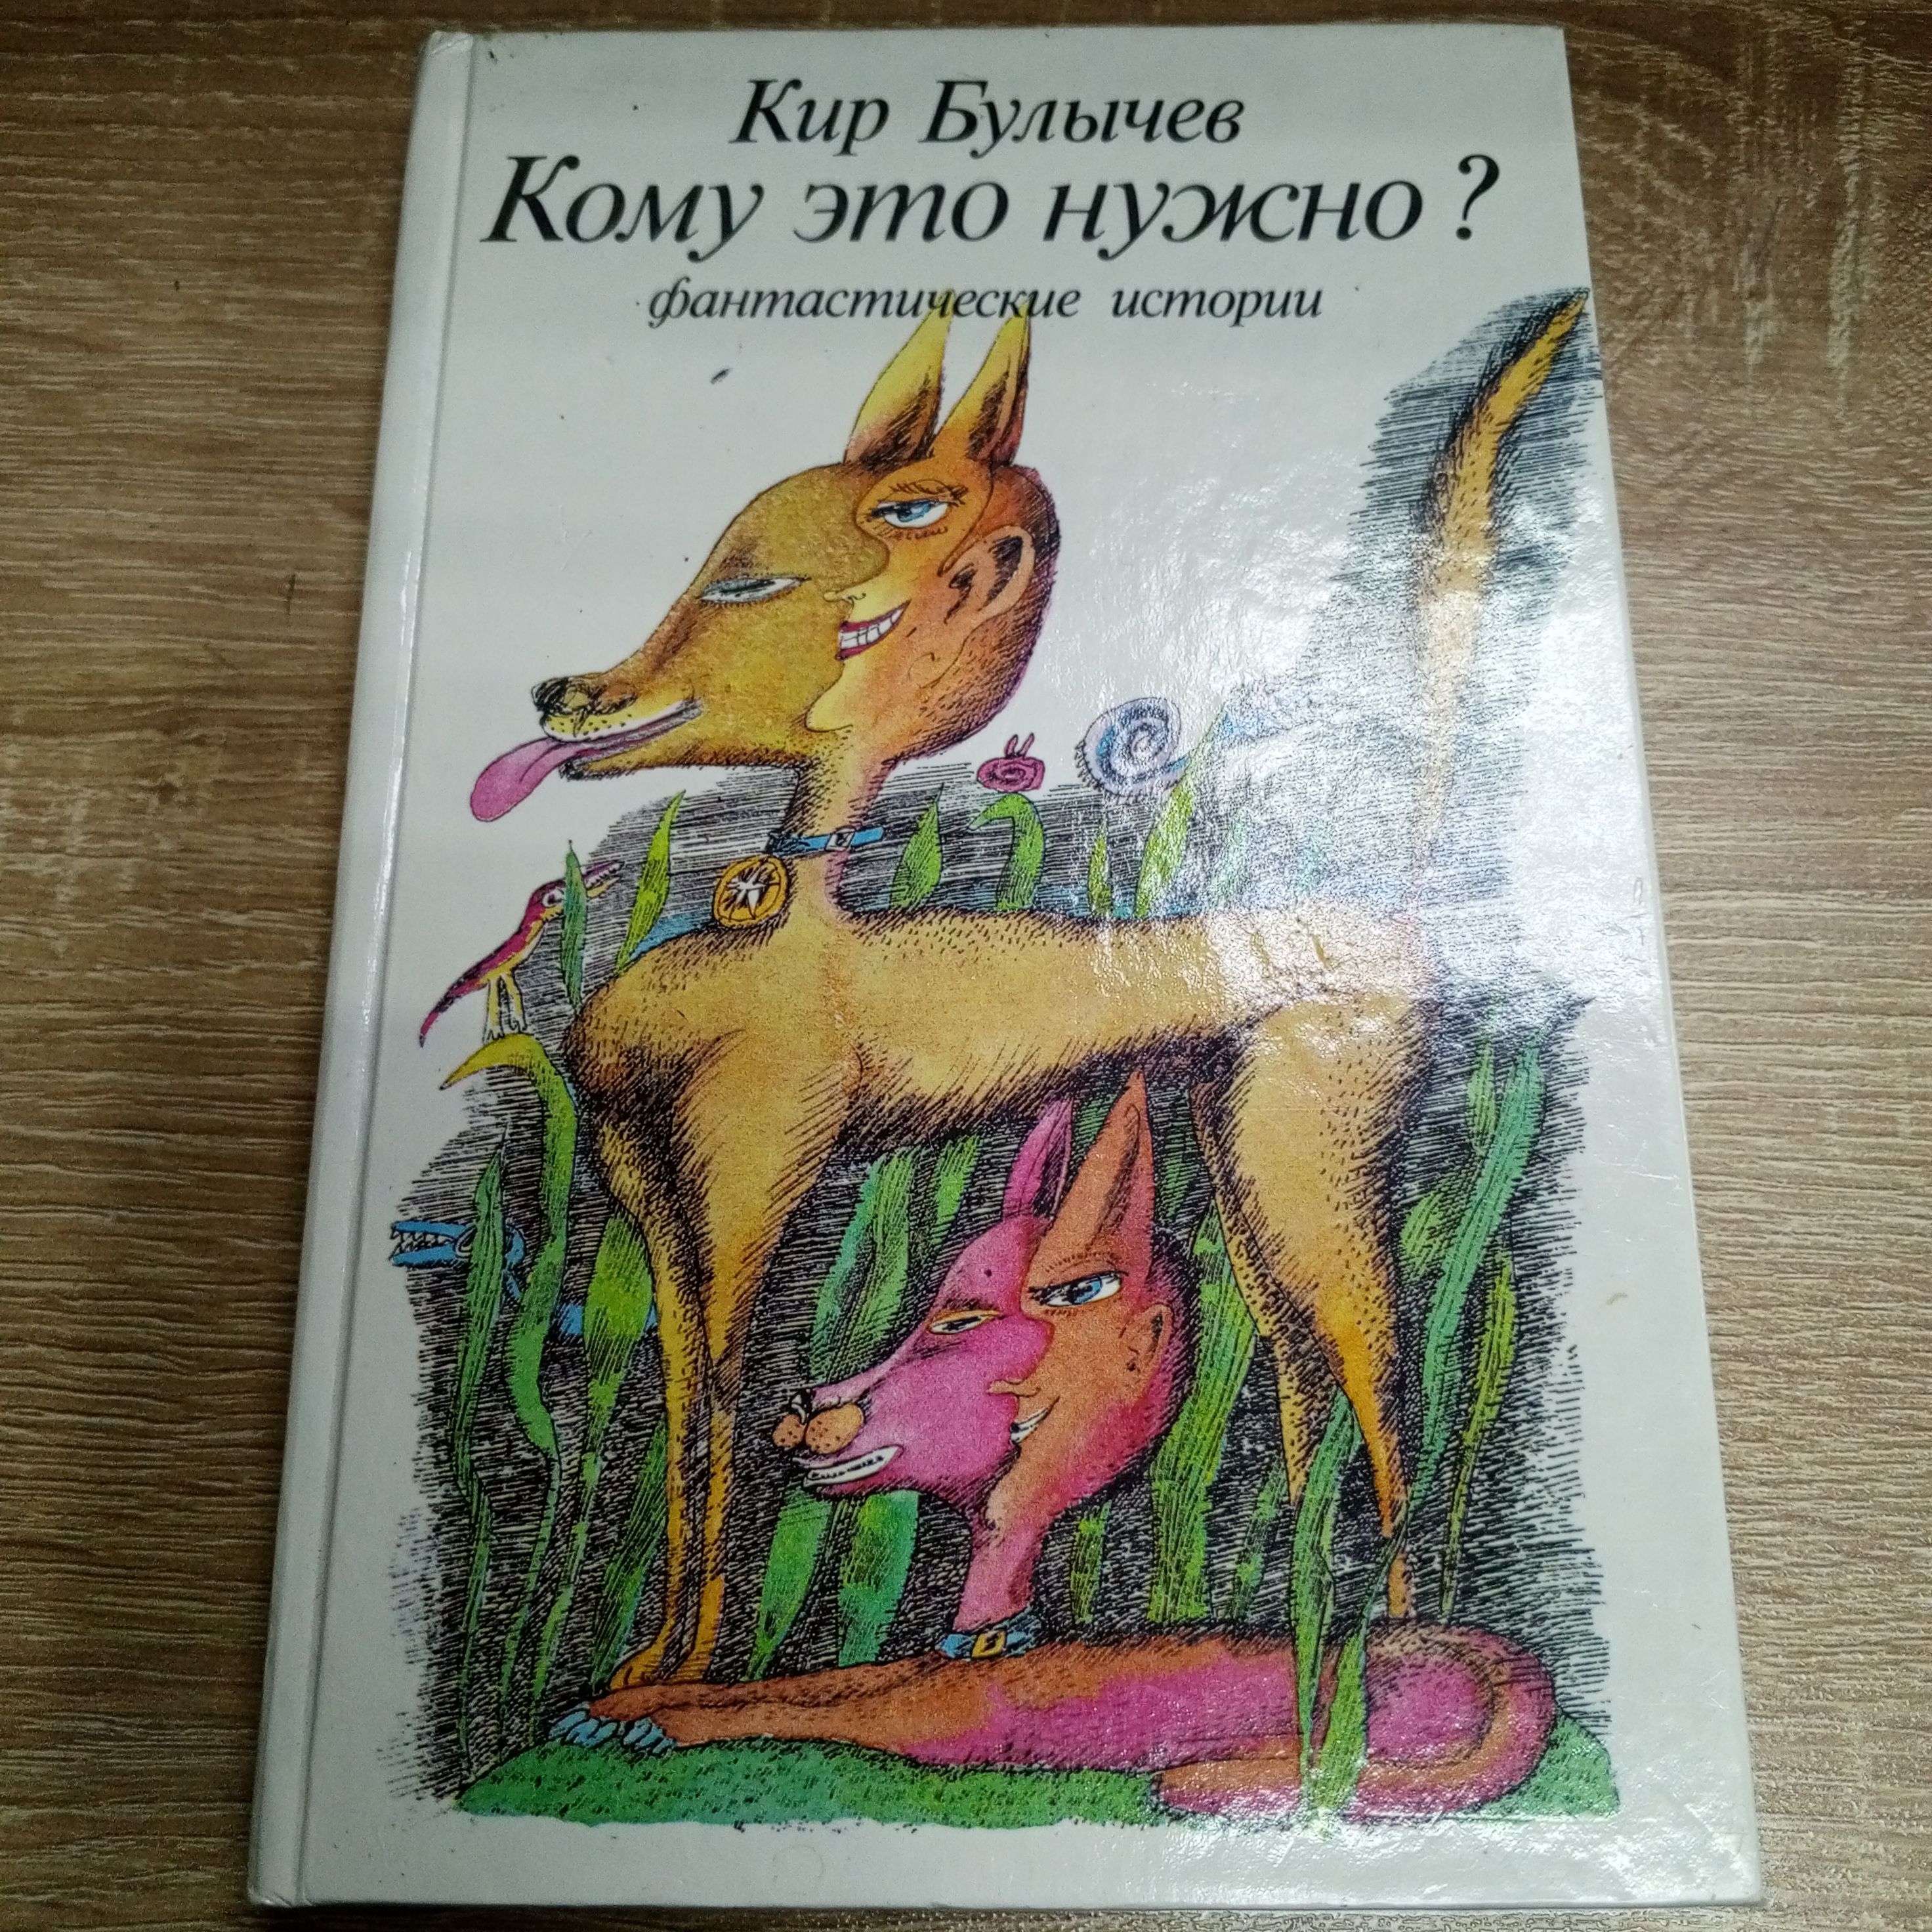 Кир Булычев
Кому это нужно?
фантастические истории